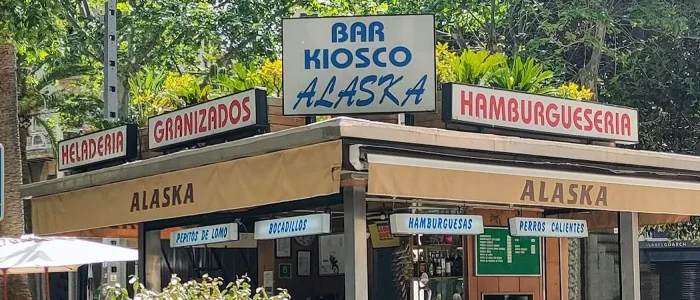 BAR
KIOSCO
ALASKA
HELADERIA
GRANIZADOS
HAMBURGUESERIA
ALASKA
ALASKA
PEPITOS DE LOMO
BOCADILLOS
HAMBURGUESAS
PERROS CALIENTES